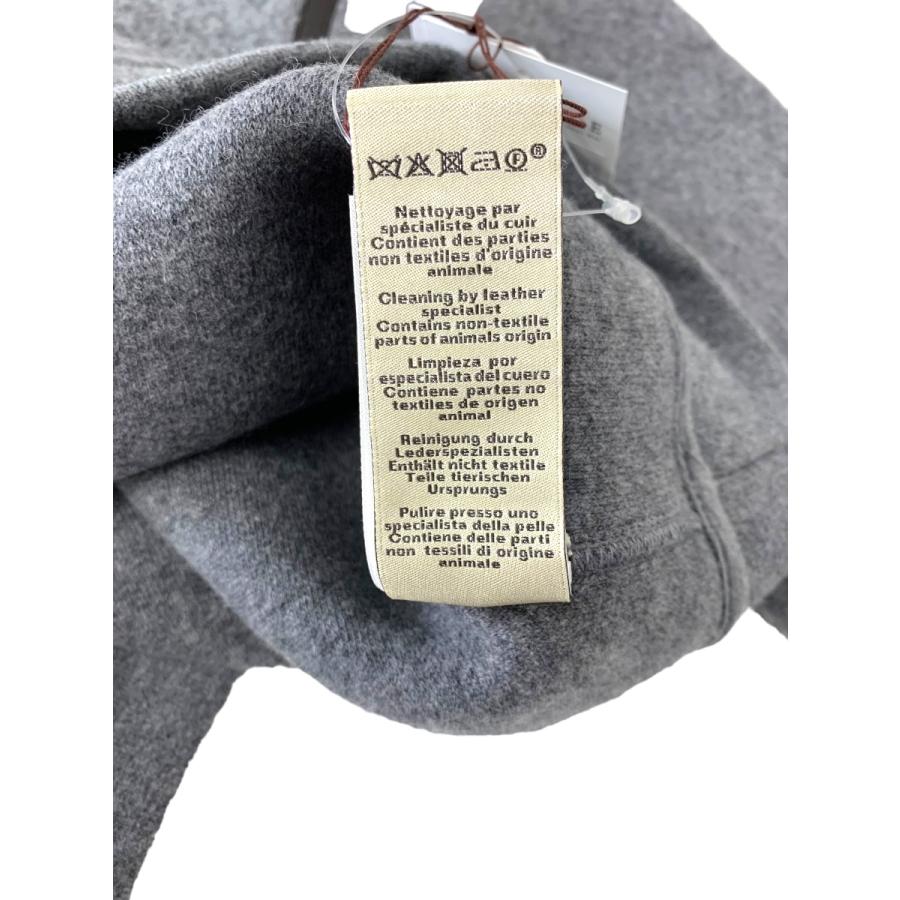 ®
F
Nettoyage par
spécialiste du cuir
Contient des parties
non textiles d'origine
animale
Cleaning by leather
specialist
Contains non-textile
parts of animals origin
Limpieza por
especialista del cuero
Contiene partes no
textiles de origen
animal
Reinigung durch
Lederspezialisten
Enthält nicht textile
Teile tierischen
Ursprungs
Pulire presso uno
specialista della pelle
Contiene delle parti
non tessili di origine
animale